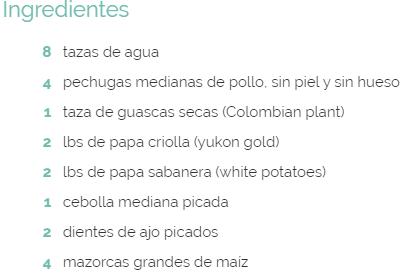 Ingredientes
8 tazas de agua
4 pechugas medianas de pollo, sin piel y sin hueso
1 taza de guascas secas (Colombian plant)
2 lbs de papa criolla (yukon gold)
2 lbs de papa sabanera (white potatoes)
1 cebolla mediana picada
2 dientes de ajo picados
4 mazorcas grandes de maíz